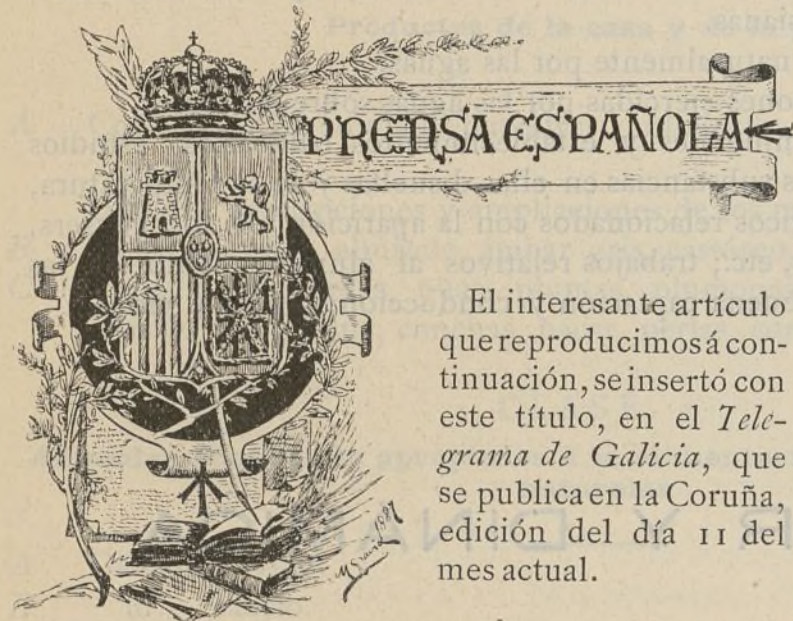 PRENSA ESPAÑOLA
El interesante artículo
que reproducimos á con-
tinuación, se insertó con
este título, en el Tele-
grama de Galicia, que
se publica en la Coruña,
edición del día 11 del
mes actual.